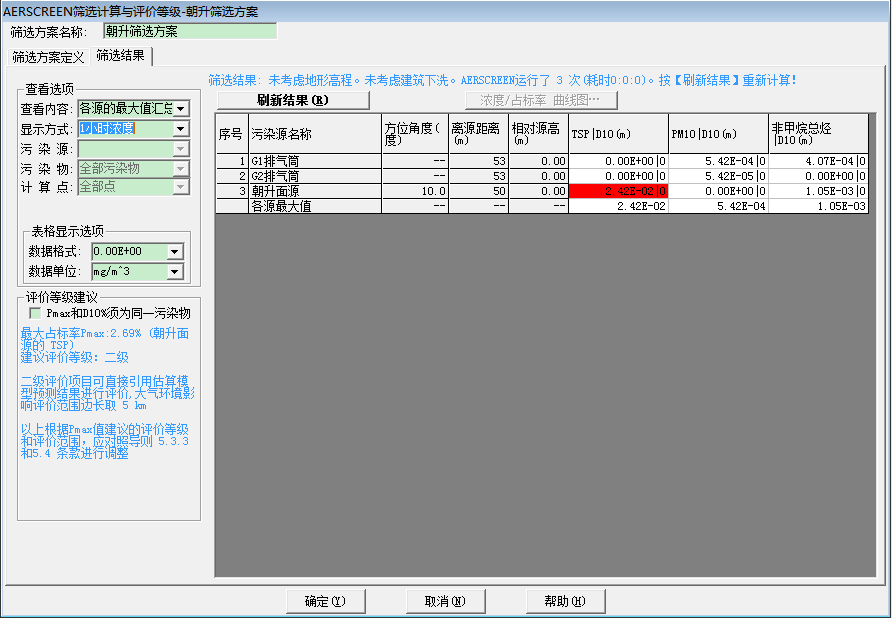 AERSCREEN筛选计算与评价等级-朝升筛选方案
筛选方案名称: 朝升筛选方案
筛选方案定义 筛选结果
查看选项
查看内容: 各源的最大值汇总
显示方式: 1小时浓度
污 染 源:
污 染 物: 全部污染物
计 算 点: 全部点
表格显示选项
数据格式: 0.00E+00
数据单位: mg/m^3
评价等级建议
Pmax和D10%须为同一污染物
最大占标率Pmax:2.69% (朝升面
源的 TSP)
建议评价等级: 二级
二级评价项目可直接引用估算模
型预测结果进行评价,大气环境影
响评价范围边长取 5 km
以上根据Pmax值建议的评价等级
和评价范围, 应对照导则 5.3.3
和5.4 条款进行调整
筛选结果: 未考虑地形高程。未考虑建筑下洗。AERSCREEN运行了 3 次(耗时0:0:0)。按【刷新结果】重新计算!
刷新结果(R) 浓度/占标率 曲线图…
序号 污染源名称 方位角度(度) 离源距离(m) 相对源高(m) TSP|D10(m) PM10|D10(m) 非甲烷总烃|D10(m)
1 G1排气筒 -- 53 0.00 0.00E+00|0 5.42E-04|0 4.07E-04|0
2 G2排气筒 -- 53 0.00 0.00E+00|0 5.42E-05|0 0.00E+00|0
3 朝升面源 10.0 50 0.00 2.42E-02|0 0.00E+00|0 1.05E-03|0
各源最大值 -- -- -- 2.42E-02 5.42E-04 1.05E-03
确定(Y) 取消(N) 帮助(H)